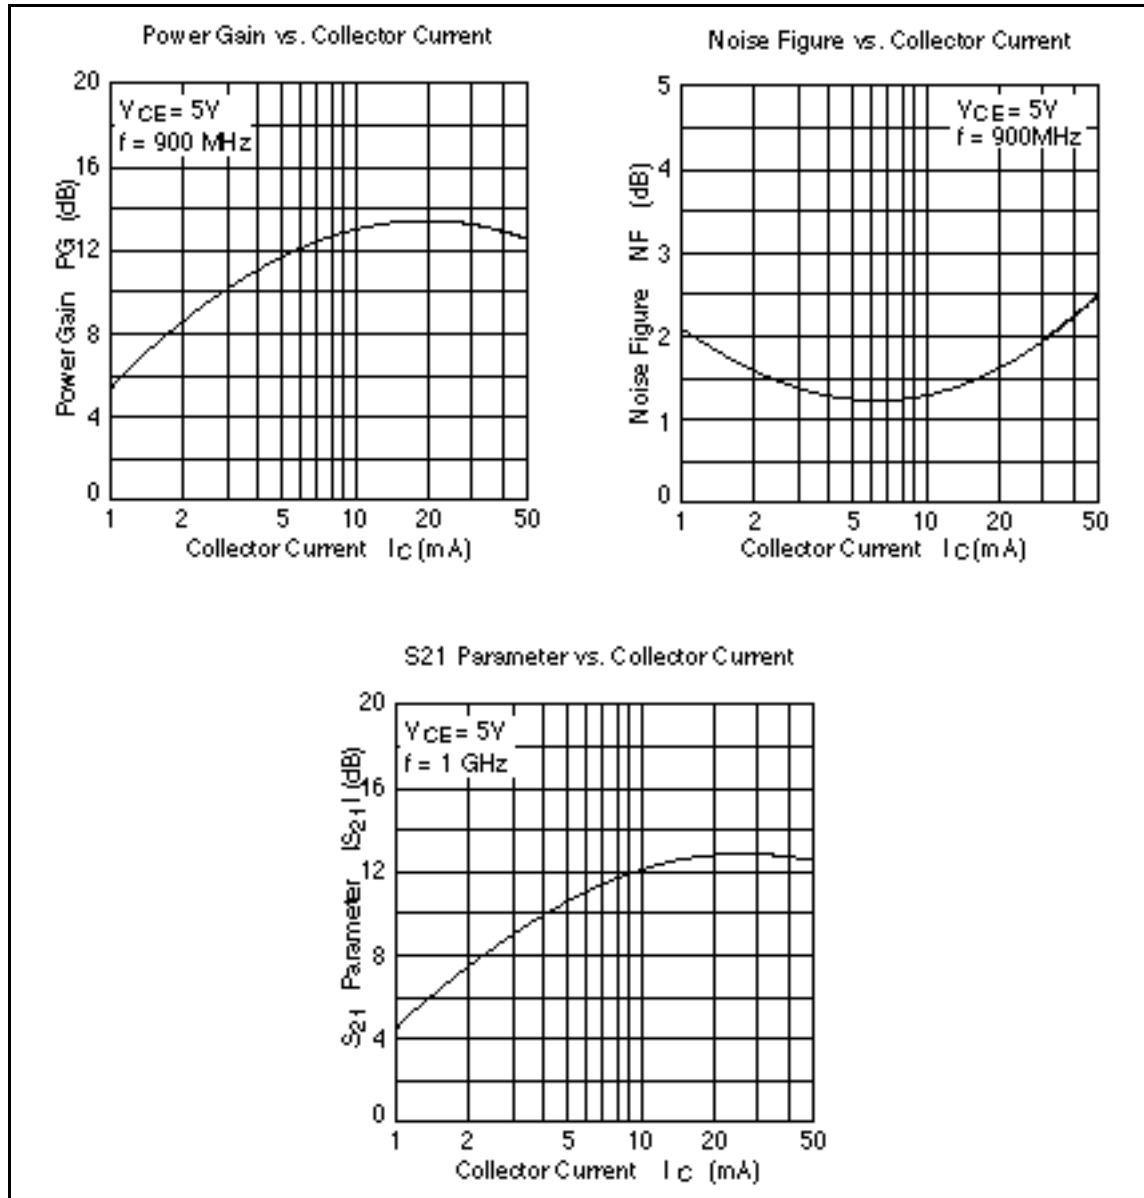 Power Gain vs. Collector Current
20
16
12
8
4
0
Power Gain PG (dB)
VCE = 5V
f = 900 MHz
1 2 5 10 20 50
Collector Current IC (mA)
Noise Figure vs. Collector Current
5
4
3
2
1
0
Noise Figure NF (dB)
VCE = 5V
f = 900MHz
1 2 5 10 20 50
Collector Current IC (mA)
S21 Parameter vs. Collector Current
20
16
12
8
4
0
S21 Parameter IS21I (dB)
VCE = 5V
f = 1 GHz
1 2 5 10 20 50
Collector Current IC (mA)